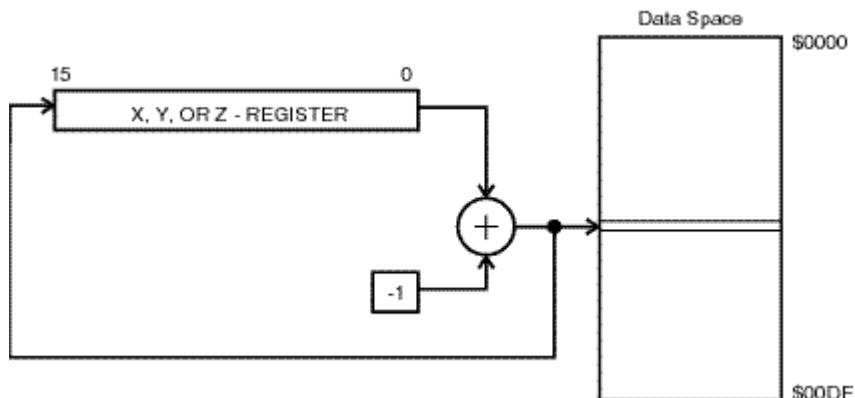 Data Space
$0000
15 0
X, Y, OR Z - REGISTER
+
-1
$00DF